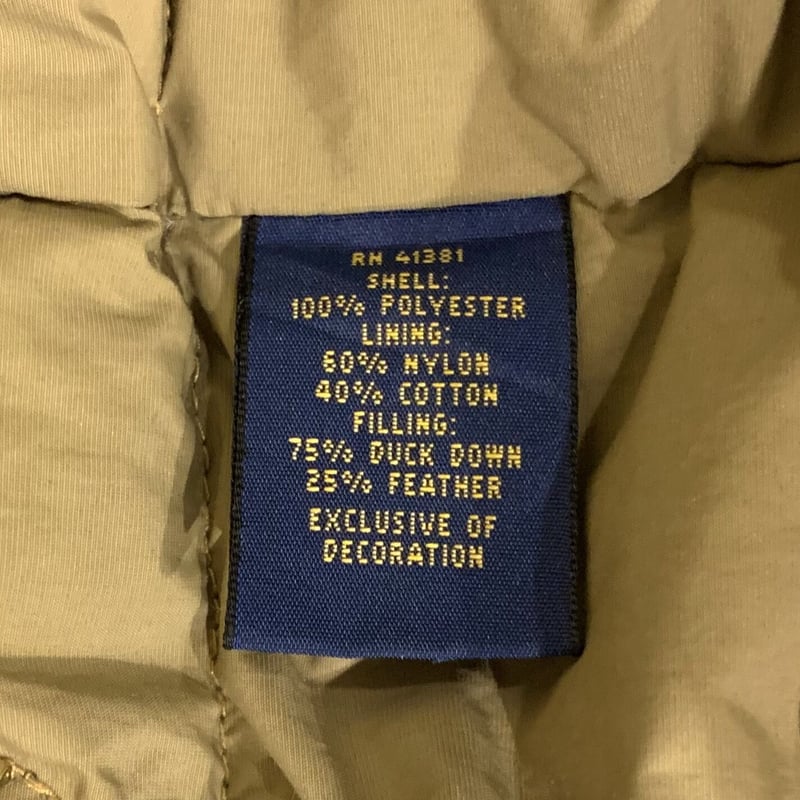 RN 41381
SHELL:
100% POLYESTER
LINING:
60% NYLON
40% COTTON
FILLING:
75% DUCK DOWN
25% FEATHER
EXCLUSIVE OF
DECORATION